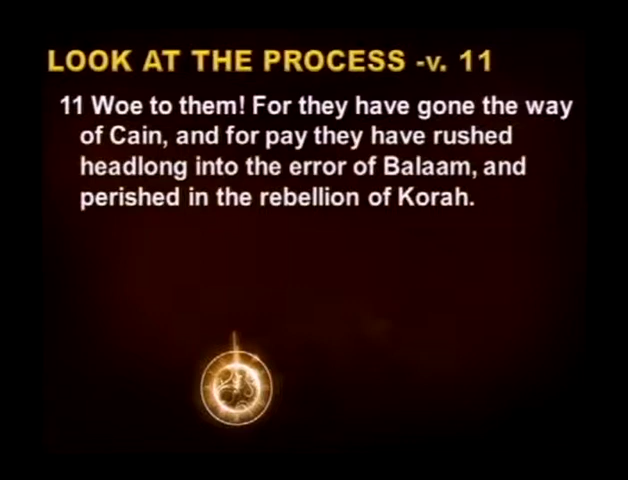 LOOK AT THE PROCESS -v. 11
11 Woe to them! For they have gone the way
of Cain, and for pay they have rushed
headlong into the error of Balaam, and
perished in the rebellion of Korah.